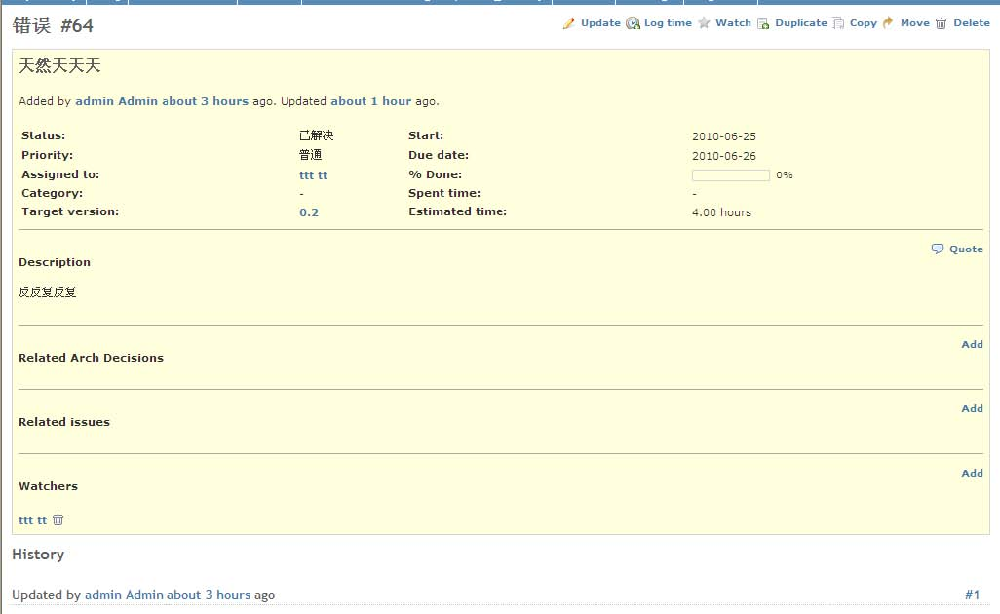 错误 #64 Update Log time Watch Duplicate Copy Move Delete
天然天天天
Added by admin Admin about 3 hours ago. Updated about 1 hour ago.
Status: 已解决 Start: 2010-06-25
Priority: 普通 Due date: 2010-06-26
Assigned to: ttt tt % Done: 0%
Category: - Spent time: -
Target version: 0.2 Estimated time: 4.00 hours
Quote
Description
反反复反复
Add
Related Arch Decisions
Add
Related issues
Add
Watchers
ttt tt
History
Updated by admin Admin about 3 hours ago #1